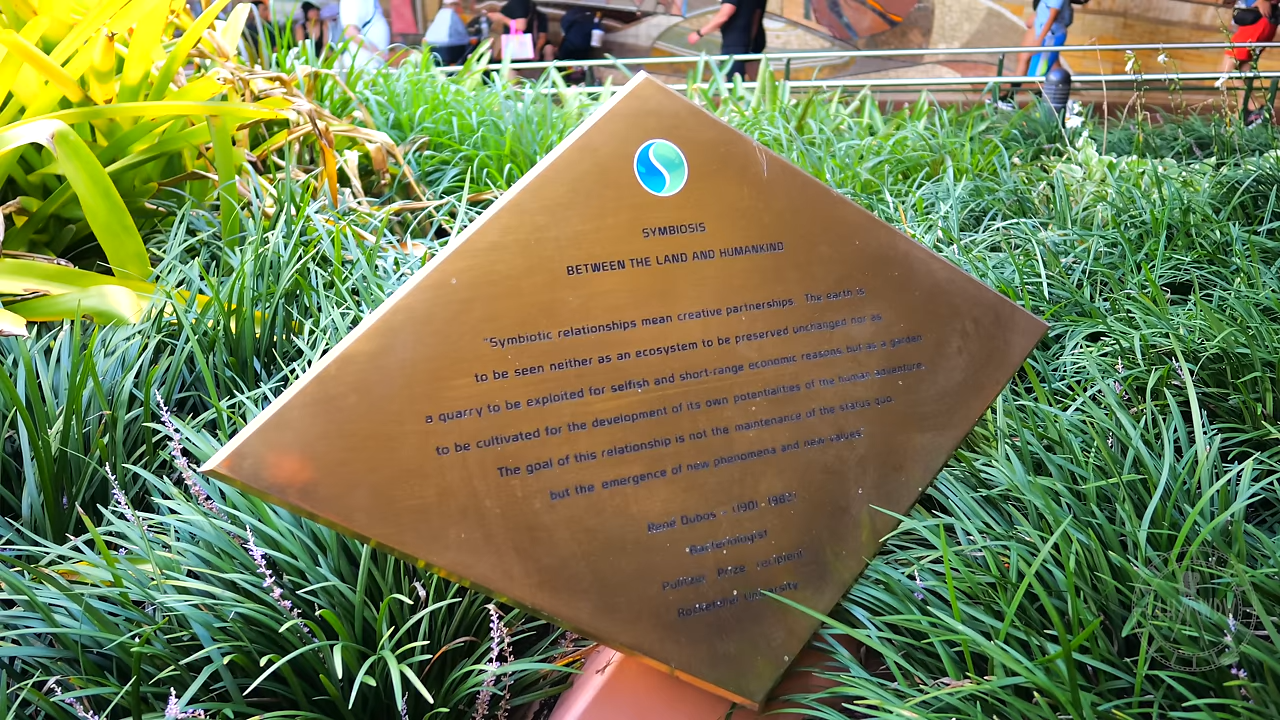 SYMBIOSIS
BETWEEN THE LAND AND HUMANKIND
"Symbiotic relationships mean creative partnerships. The earth is
to be seen neither as an ecosystem to be preserved unchanged nor as
a quarry to be exploited for selfish and short-range economic reasons but as a garden
to be cultivated for the development of its own potentialities of the human adventure.
The goal of this relationship is not the maintenance of the status quo
but the emergence of new phenomena and new values"
René Dubos - (1901 - 1982)
Bacteriologist
Pulitzer Prize recipient
Rockefeller University